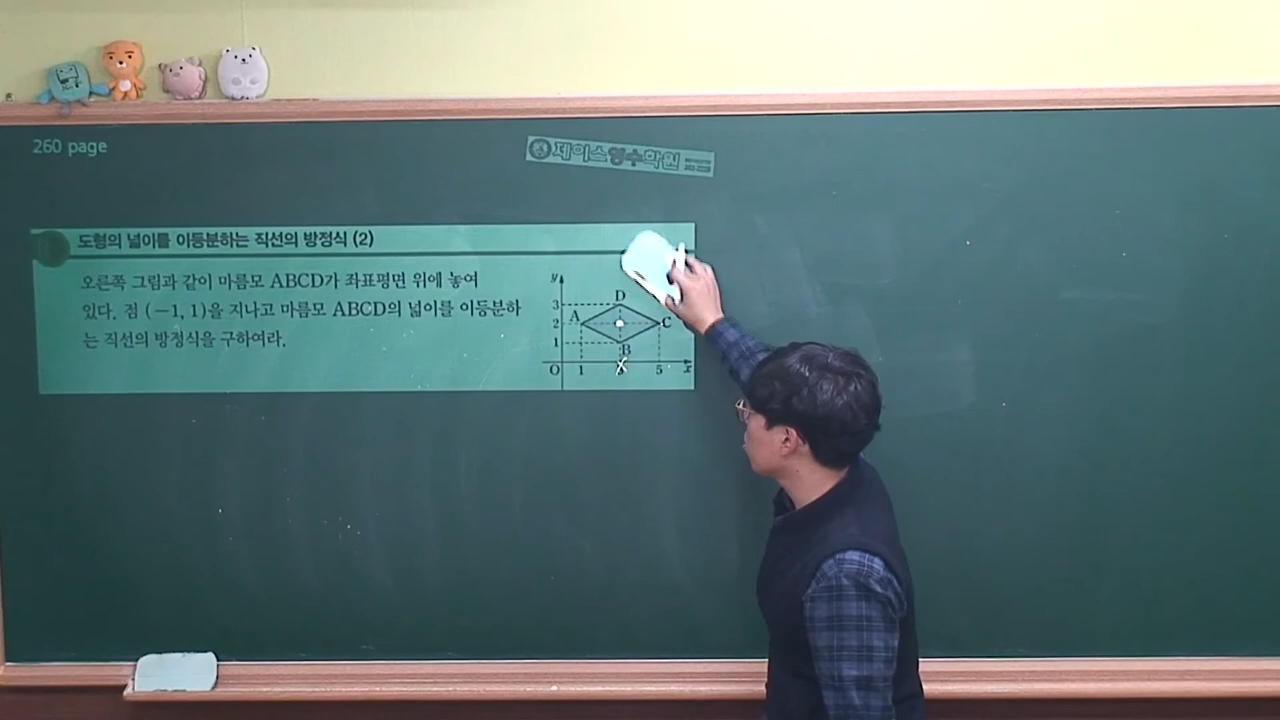 260 page
제이스영수학원
도형의 넓이를 이등분하는 직선의 방정식 (2)
오른쪽 그림과 같이 마름모 ABCD가 좌표평면 위에 놓여
있다. 점 (−1, 1)을 지나고 마름모 ABCD의 넓이를 이등분하
는 직선의 방정식을 구하여라.
y
3 D
A
2 C
1 B
O 1 5 x